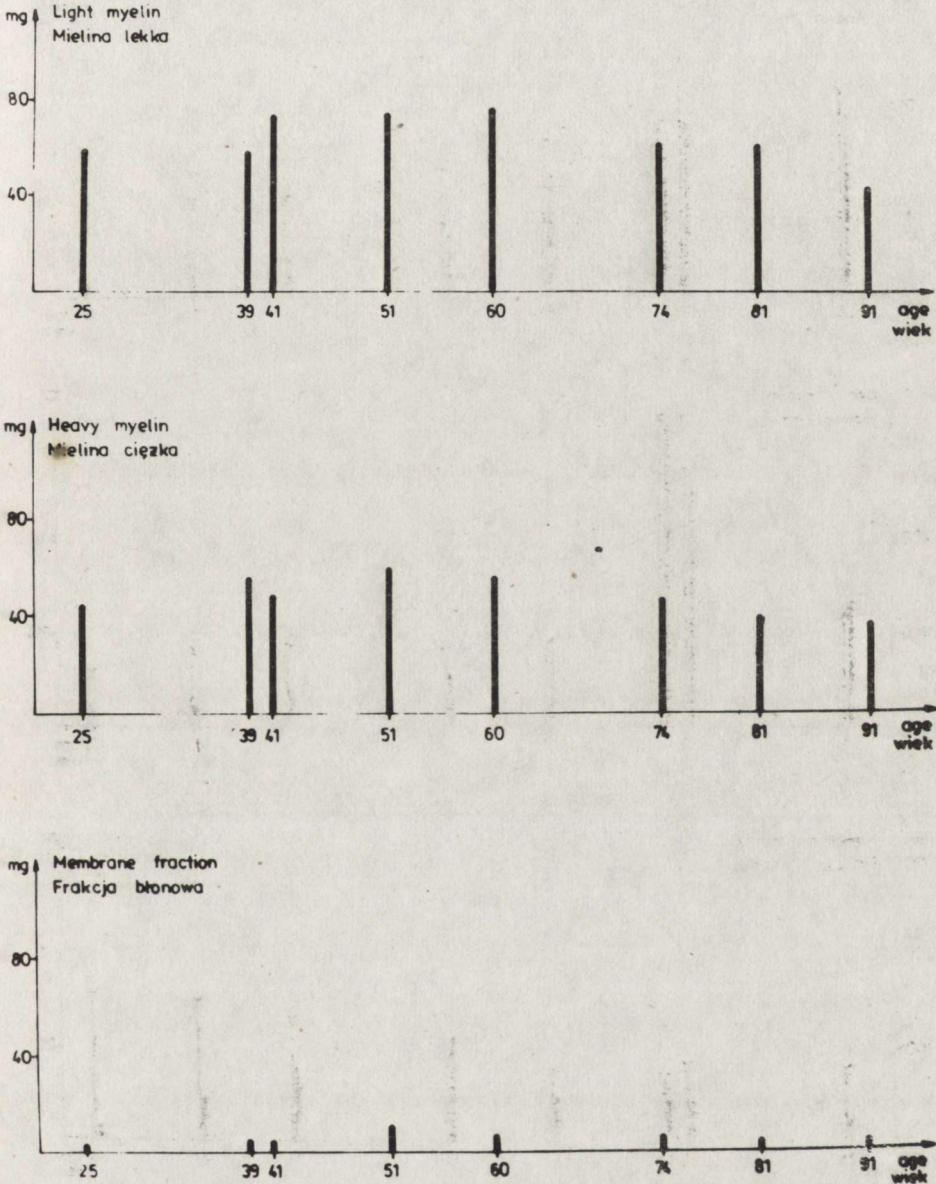 mg Light myelin
Mielina lekka
80
40
25 39 41 51 60 74 81 91 age
wiek
mg Heavy myelin
Mielina ciężka
80
40
25 39 41 51 60 74 81 91 age
wiek
mg Membrane fraction
Frakcja błonowa
80
40
25 39 41 51 60 74 81 91 age
wiek